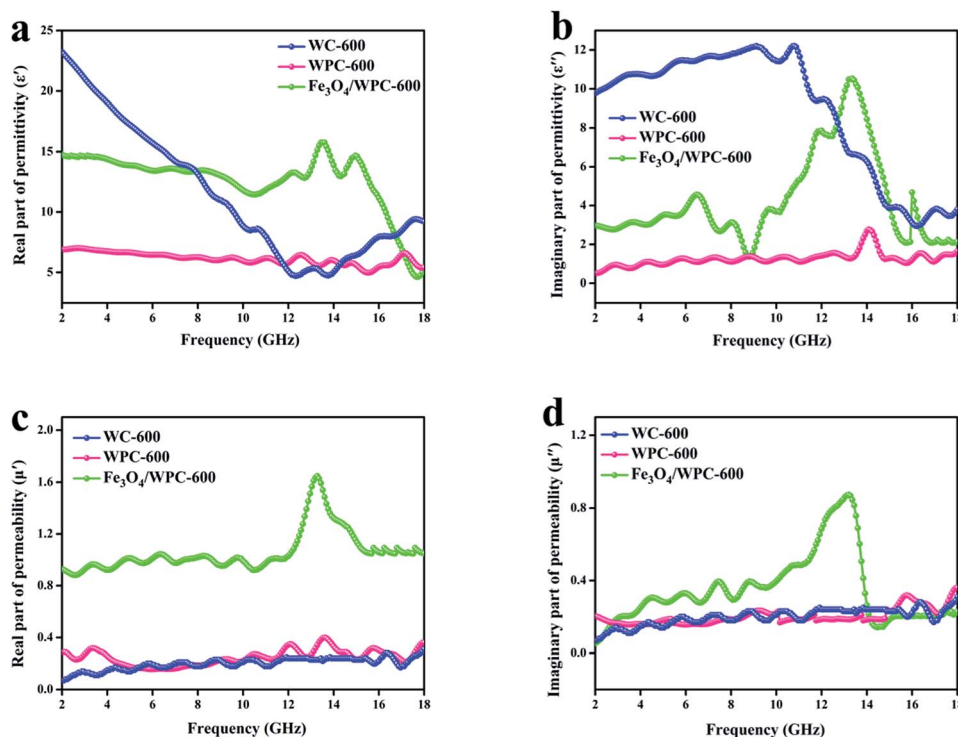 a
25
20
15
10
5
2 4 6 8 10 12 14 16 18
Real part of permittivity (ε′)
Frequency (GHz)
WC-600
WPC-600
Fe₃O₄/WPC-600
b
12
10
8
6
4
2
0
2 4 6 8 10 12 14 16 18
Imaginary part of permittivity (ε″)
Frequency (GHz)
WC-600
WPC-600
Fe₃O₄/WPC-600
c
2.0
1.6
1.2
0.8
0.4
0.0
2 4 6 8 10 12 14 16 18
Real part of permeability (μ′)
Frequency (GHz)
WC-600
WPC-600
Fe₃O₄/WPC-600
d
1.2
0.8
0.4
0.0
2 4 6 8 10 12 14 16 18
Imaginary part of permeability (μ″)
Frequency (GHz)
WC-600
WPC-600
Fe₃O₄/WPC-600